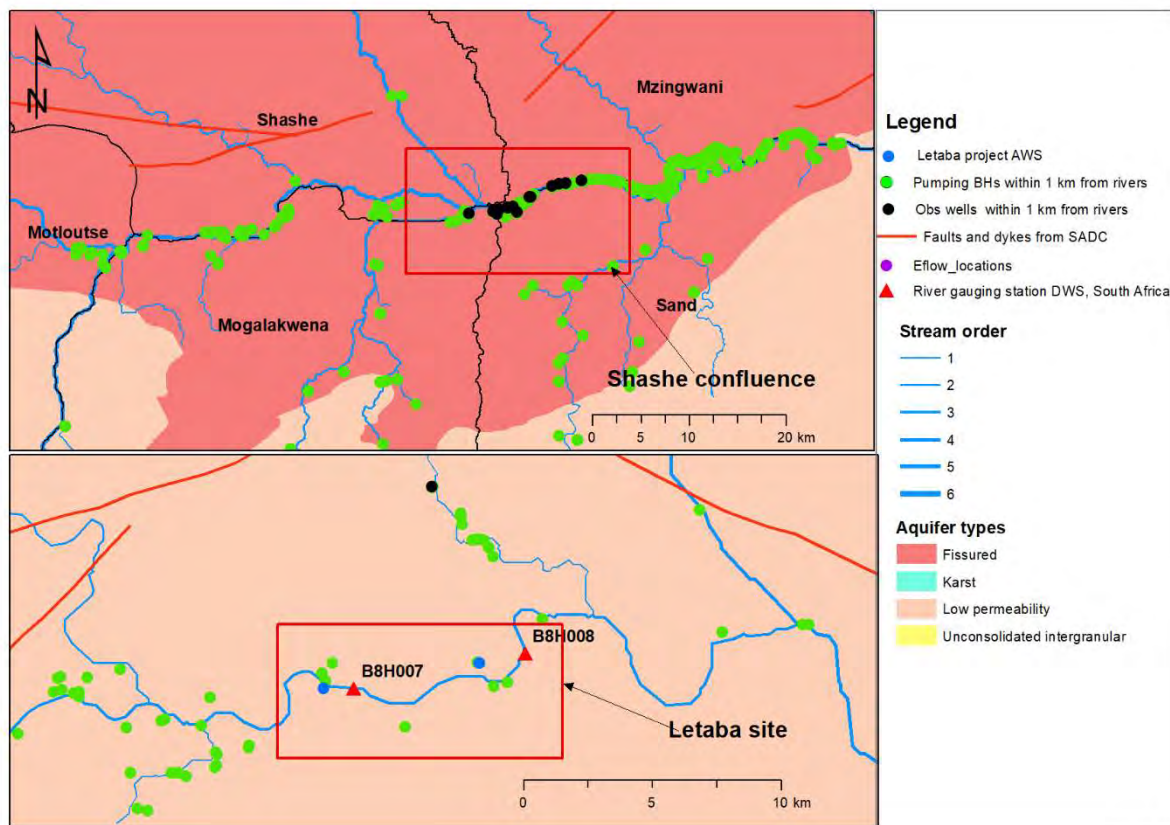 N
Shashe
Mzingwani
Motloutse
Mogalakwena
Sand
Shashe confluence
0 5 10 20 km
B8H008
B8H007
Letaba site
0 5 10 km
Legend
Letaba project AWS
Pumping BHs within 1 km from rivers
Obs wells within 1 km from rivers
Faults and dykes from SADC
Eflow_locations
River gauging station DWS, South Africa
Stream order
1
2
3
4
5
6
Aquifer types
Fissured
Karst
Low permeability
Unconsolidated intergranular